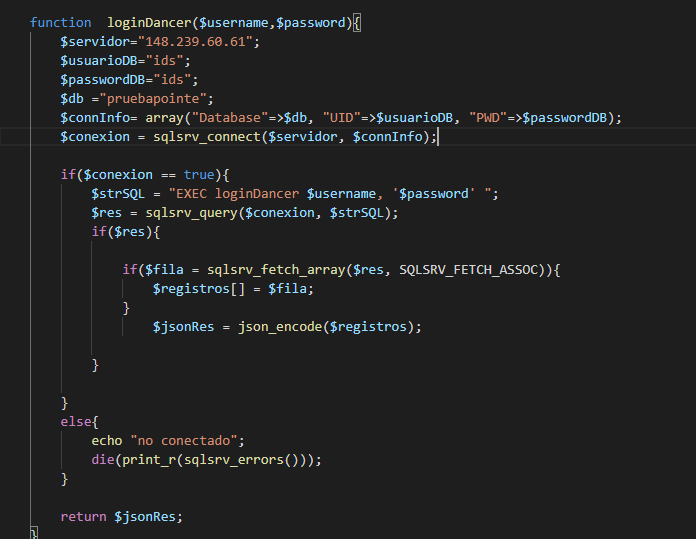 function  loginDancer($username,$password){
$servidor="148.239.60.61";
$usuarioDB="ids";
$passwordDB="ids";
$db ="pruebapointe";
$connInfo= array("Database"=>$db, "UID"=>$usuarioDB, "PWD"=>$passwordDB);
$conexion = sqlsrv_connect($servidor, $connInfo);
if($conexion == true){
$strSQL = "EXEC loginDancer $username, '$password' ";
$res = sqlsrv_query($conexion, $strSQL);
if($res){
if($fila = sqlsrv_fetch_array($res, SQLSRV_FETCH_ASSOC)){
$registros[] = $fila;
}
$jsonRes = json_encode($registros);
}
}
else{
echo "no conectado";
die(print_r(sqlsrv_errors()));
}
return $jsonRes;
}